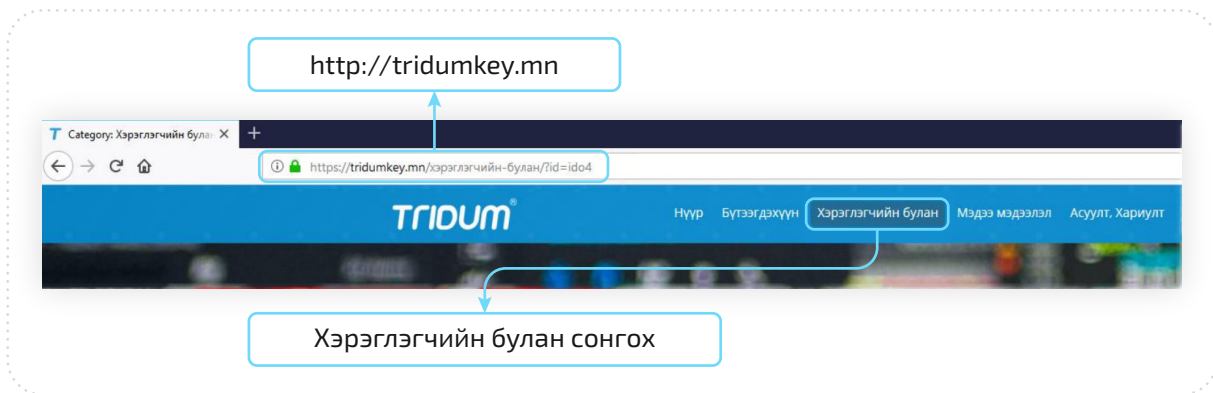 http://tridumkey.mn
Category: Хэрэглэгчийн була
https://tridumkey.mn/хэрэглэгчийн-булан/?id=ido4
TRIDUM®
Нүүр Бүтээгдэхүүн Хэрэглэгчийн булан Мэдээ мэдээлэл Асуулт, Хариулт
Хэрэглэгчийн булан сонгох